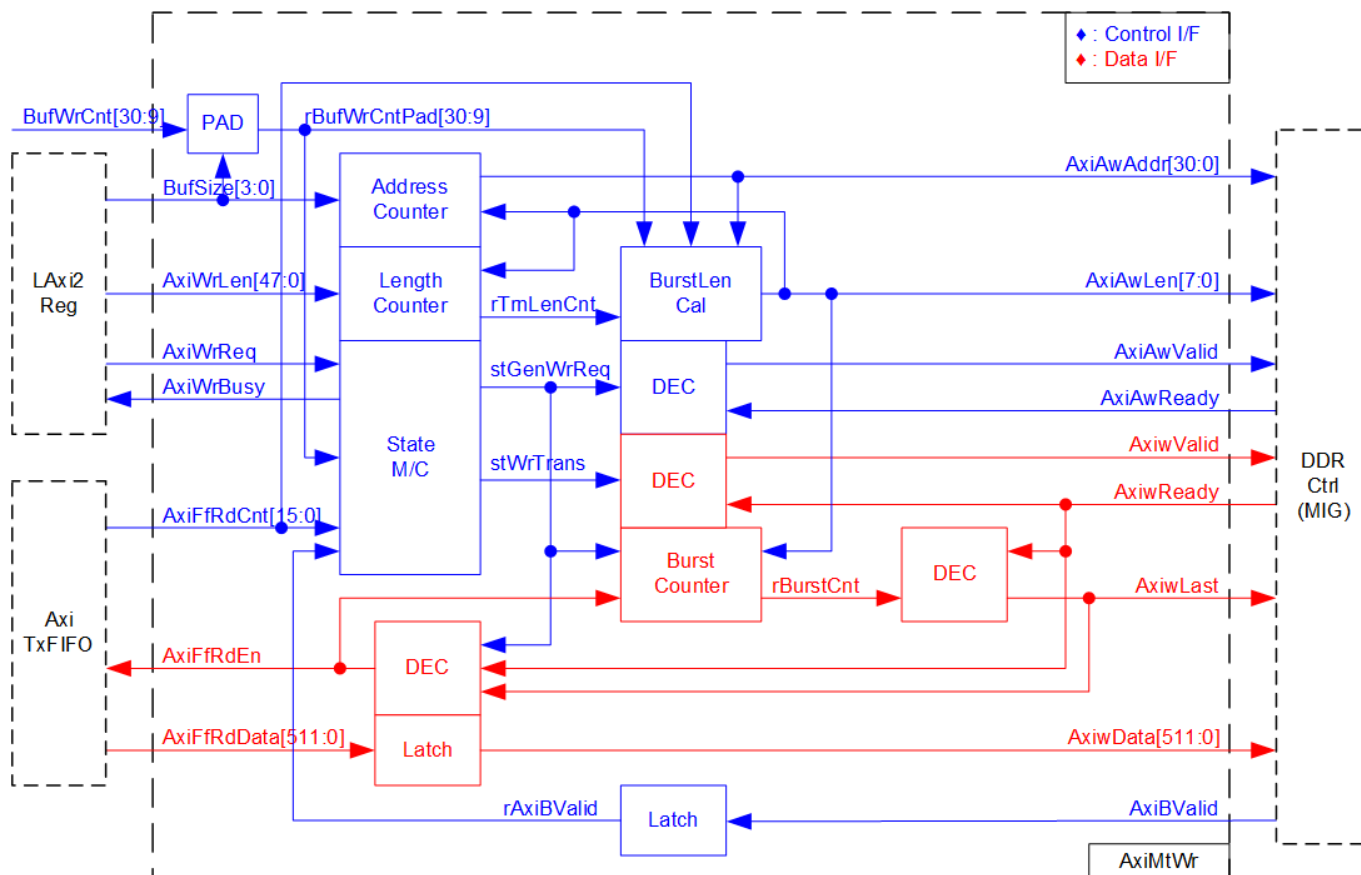 ♦ : Control I/F
♦ : Data I/F
BufWrCnt[30:9]
PAD
rBufWrCntPad[30:9]
BufSize[3:0]
Address
Counter
AxiAwAddr[30:0]
LAxi2
Reg
AxiWrLen[47:0]
Length
Counter
rTrnLenCnt
BurstLen
Cal
AxiAwLen[7:0]
AxiWrReq
AxiWrBusy
stGenWrReq
DEC
AxiAwValid
AxiAwReady
State
M/C
stWrTrans
DEC
AxiwValid
AxiwReady
DDR
Ctrl
(MIG)
AxiFfRdCnt[15:0]
Burst
Counter
rBurstCnt
DEC
AxiwLast
Axi
TxFIFO
AxiFfRdEn
DEC
AxiFfRdData[511:0]
Latch
AxiwData[511:0]
rAxiBValid
Latch
AxiBValid
AxiMtWr